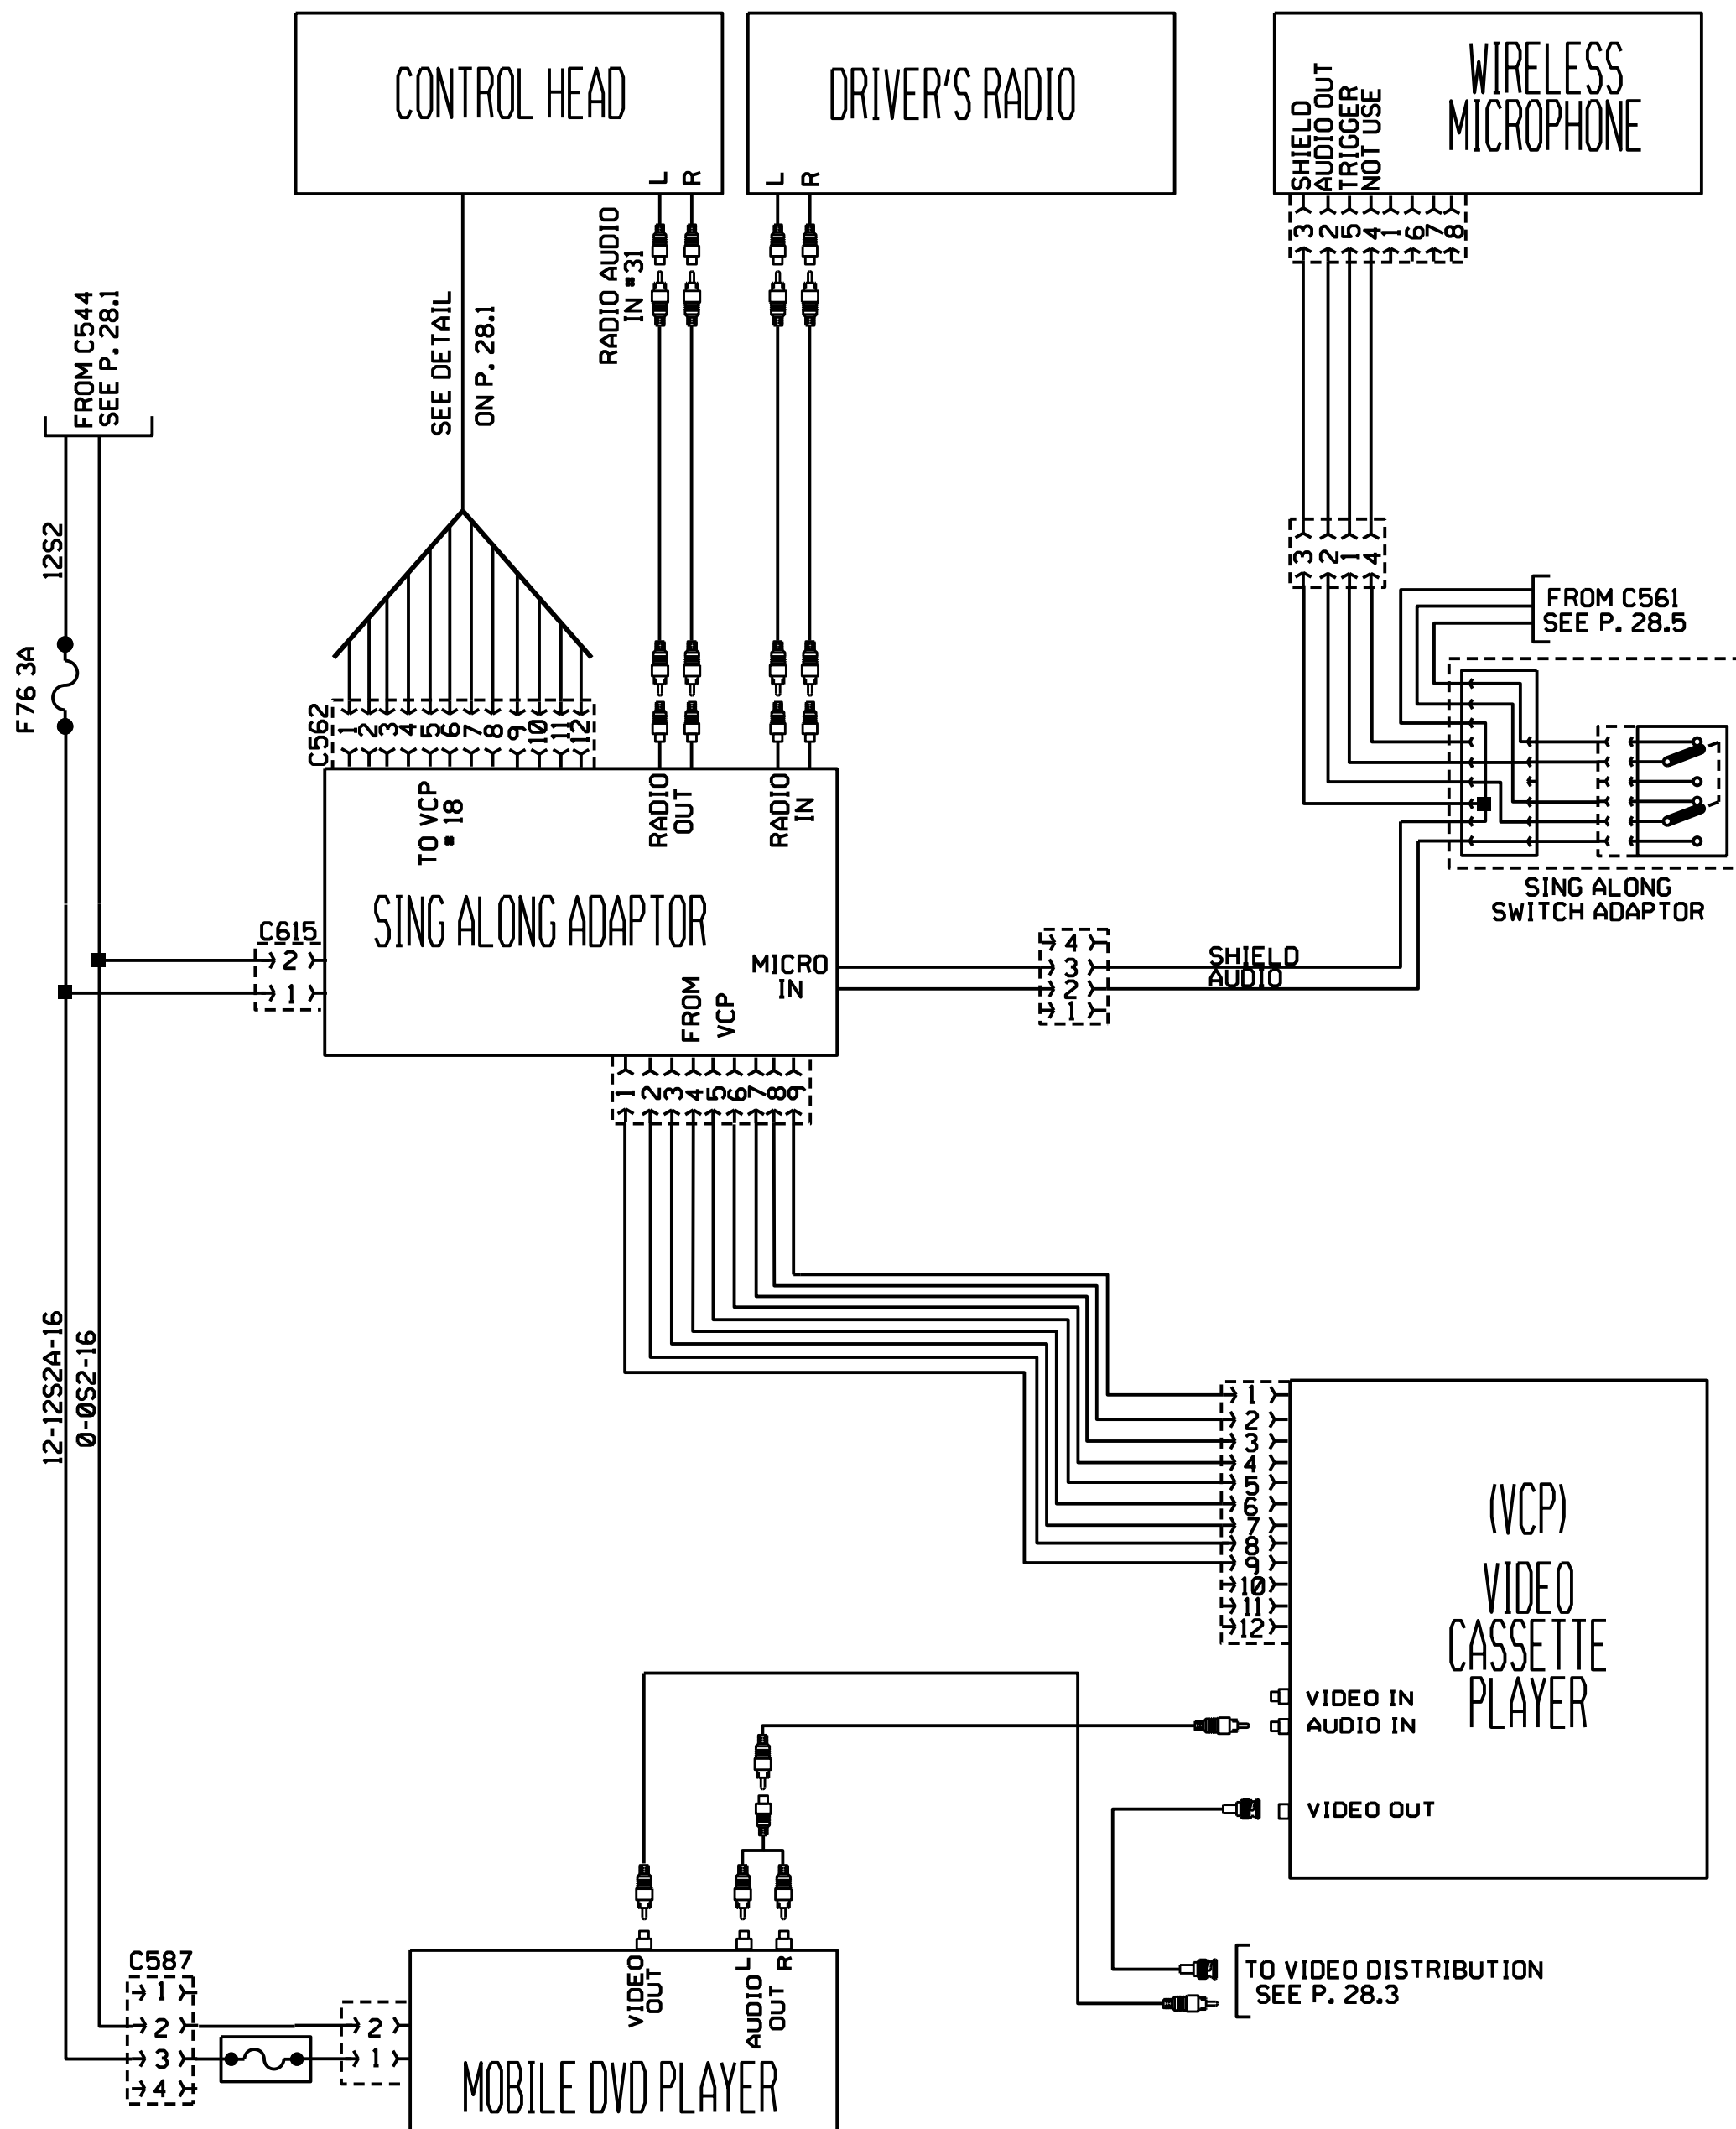 CONTROL HEAD
L
R
DRIVER'S RADIO
L
R
WIRELESS
MICROPHONE
SHIELD
AUDIO OUT
TRIGGER
NOT USE
3 2 5 4 1 6 7 8
RADIO AUDIO
IN *31
FROM C544
SEE P. 28.1
SEE DETAIL
ON P. 28.1
12S2
F76 3A
3 2 1 4
FROM C561
SEE P. 28.5
C562
1 2 3 4 5 6 7 8 9 10 11 12
TO VCP
* 18
RADIO
OUT
RADIO
IN
SING ALONG ADAPTOR
SING ALONG
SWITCH ADAPTOR
C615
2
1
MICRO
IN
FROM
VCP
4
3
2
1
SHIELD
AUDIO
1 2 3 4 5 6 7 8 9
12-12S2A-16
0-0S2-16
1
2
3
4
5
6
7
8
9
10
11
12
(VCP)
VIDEO
CASSETTE
PLAYER
VIDEO IN
AUDIO IN
VIDEO OUT
C587
1
2
3
4
2
1
VIDEO
OUT
L
R
AUDIO
OUT
MOBILE DVD PLAYER
TO VIDEO DISTRIBUTION
SEE P. 28.3